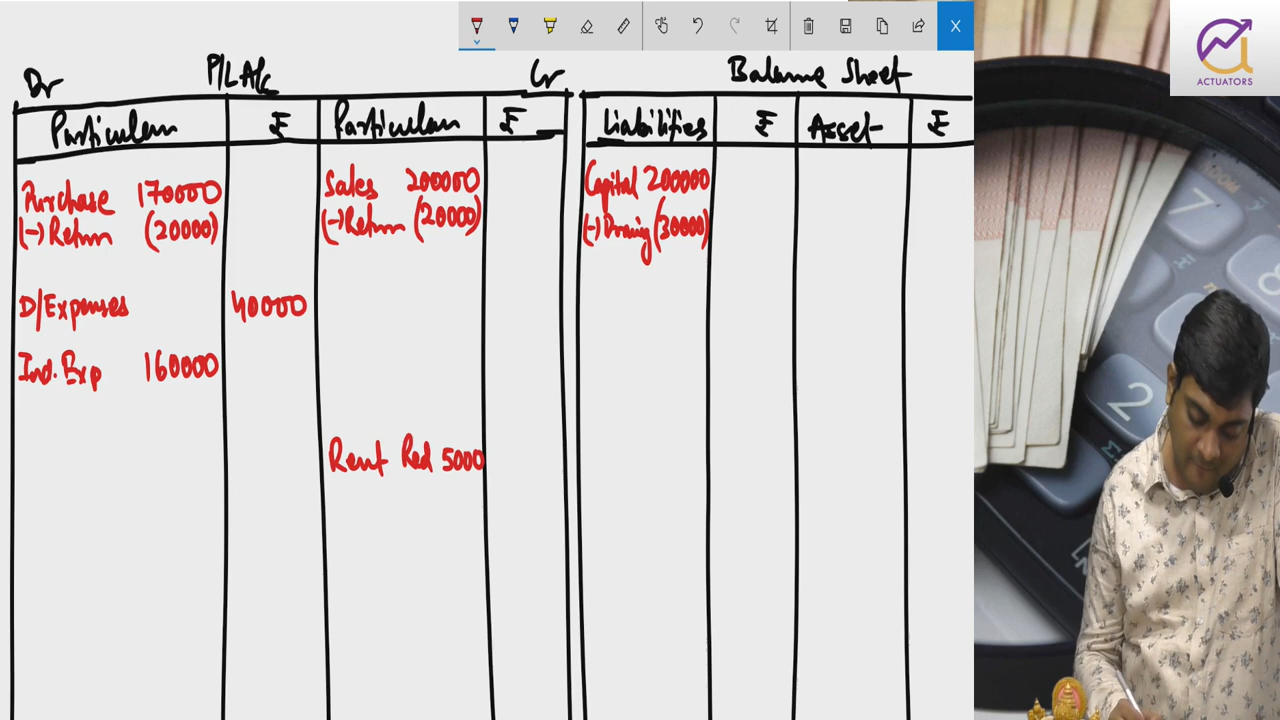 ACTUATORS
Dr P/L A/c Cr
Particulars ₹ Particulars ₹
Purchase 170000 Sales 200000
(-) Return (20000) (-) Return (20000)
D/Expenses 40000
Ind. Exp 160000
Rent Red 5000
Balance Sheet
Liabilities ₹ Asset ₹
Capital 200000
(-) Drawing (30000)